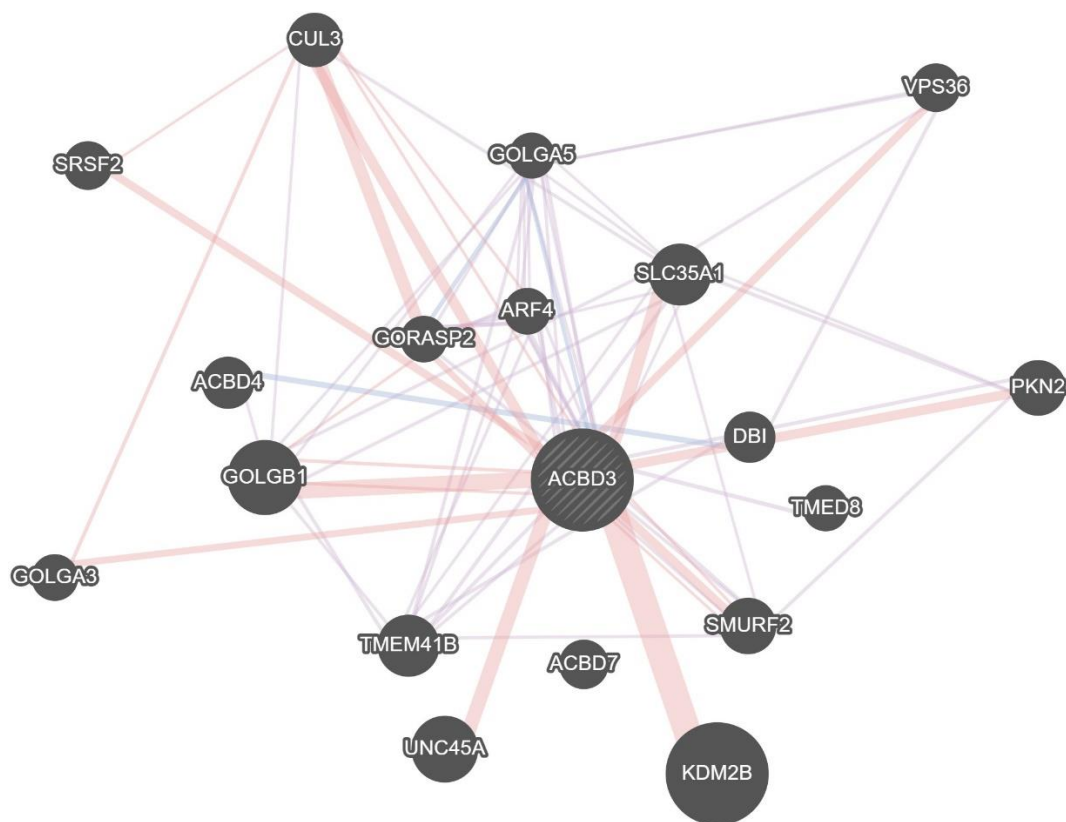 CUL3
VPS36
GOLGA5
SRSF2
SLC35A1
ARF4
GORASP2
ACBD4
PKN2
DBI
GOLGB1
ACBD3
TMED8
GOLGA3
SMURF2
TMEM41B
ACBD7
UNC45A
KDM2B